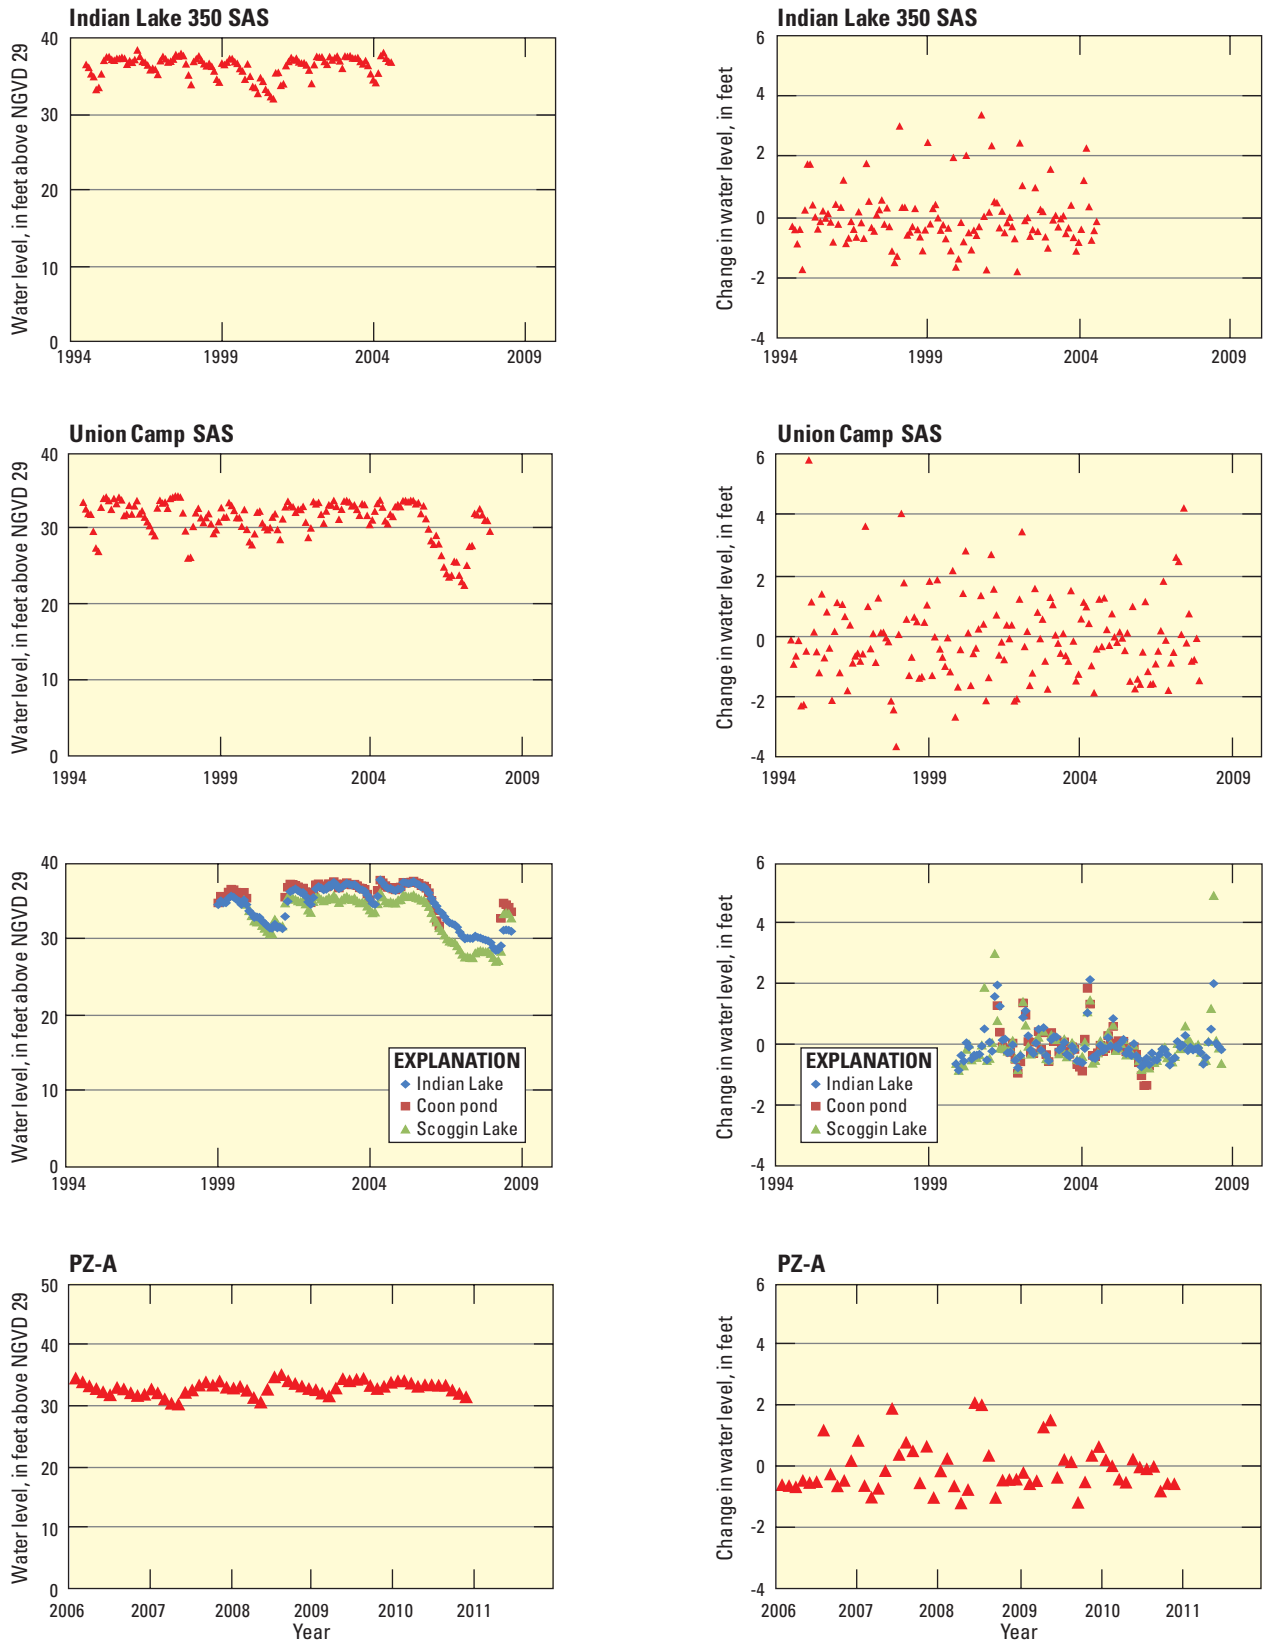 Indian Lake 350 SAS
Water level, in feet above NGVD 29
40
30
20
10
0
1994 1999 2004 2009
Indian Lake 350 SAS
Change in water level, in feet
6
4
2
0
-2
-4
1994 1999 2004 2009
Union Camp SAS
Water level, in feet above NGVD 29
40
30
20
10
0
1994 1999 2004 2009
Union Camp SAS
Change in water level, in feet
6
4
2
0
-2
-4
1994 1999 2004 2009
Water level, in feet above NGVD 29
40
30
20
10
0
1994 1999 2004 2009
EXPLANATION
Indian Lake
Coon pond
Scoggin Lake
Change in water level, in feet
6
4
2
0
-2
-4
1994 1999 2004 2009
EXPLANATION
Indian Lake
Coon pond
Scoggin Lake
PZ-A
Water level, in feet above NGVD 29
50
40
30
20
10
0
2006 2007 2008 2009 2010 2011
Year
PZ-A
Change in water level, in feet
6
4
2
0
-2
-4
2006 2007 2008 2009 2010 2011
Year